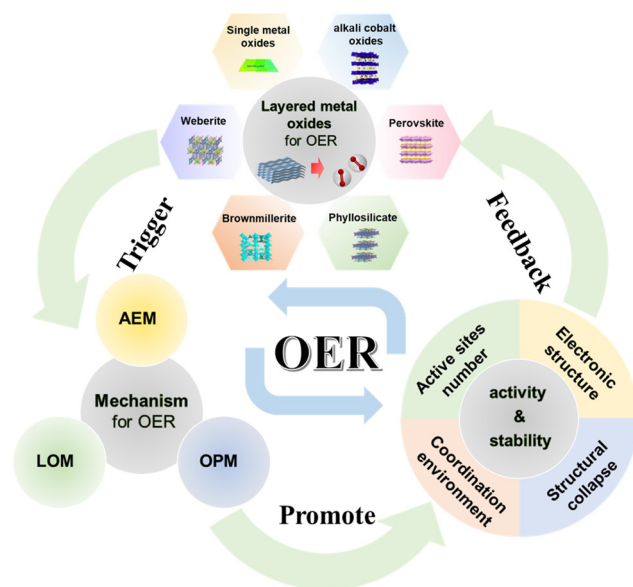 Single metal
oxides
alkali cobalt
oxides
Weberite
Layered metal
oxides
for OER
Perovskite
Brownmillerite
Phyllosilicate
Trigger
Feedback
AEM
Mechanism
for OER
LOM
OPM
OER
Active sites
number
Electronic
structure
activity
&
stability
Coordination
environment
Structural
collapse
Promote